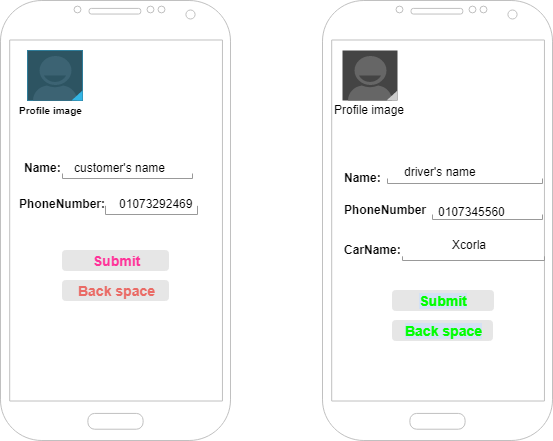 Profile image
Name: customer's name
PhoneNumber: 01073292469
Submit
Back space
Profile image
Name: driver's name
PhoneNumber 0107345560
CarName: Xcorla
Submit
Back space